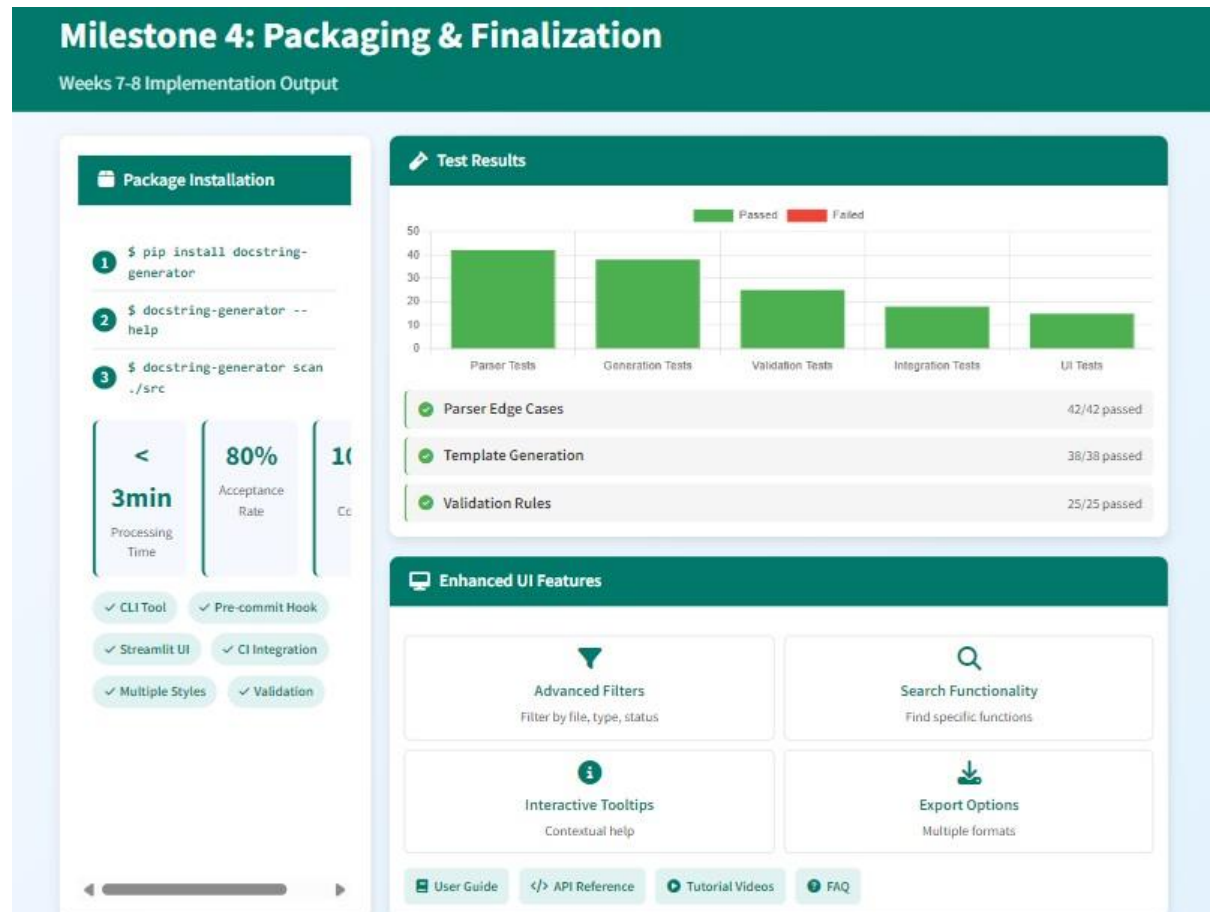 Milestone 4: Packaging & Finalization
Weeks 7-8 Implementation Output
Package Installation
1
$ pip install docstring-
generator
2
$ docstring-generator --
help
3
$ docstring-generator scan
./src
<
3min
Processing
Time
80%
Acceptance
Rate
✓ CLI Tool
✓ Pre-commit Hook
✓ Streamlit UI
✓ CI Integration
✓ Multiple Styles
✓ Validation
Test Results
Passed
Failed
50
40
30
20
10
0
Parser Tests
Generation Tests
Validation Tests
Integration Tests
UI Tests
Parser Edge Cases
42/42 passed
Template Generation
38/38 passed
Validation Rules
25/25 passed
Enhanced UI Features
Advanced Filters
Filter by file, type, status
Search Functionality
Find specific functions
Interactive Tooltips
Contextual help
Export Options
Multiple formats
User Guide
</> API Reference
Tutorial Videos
FAQ